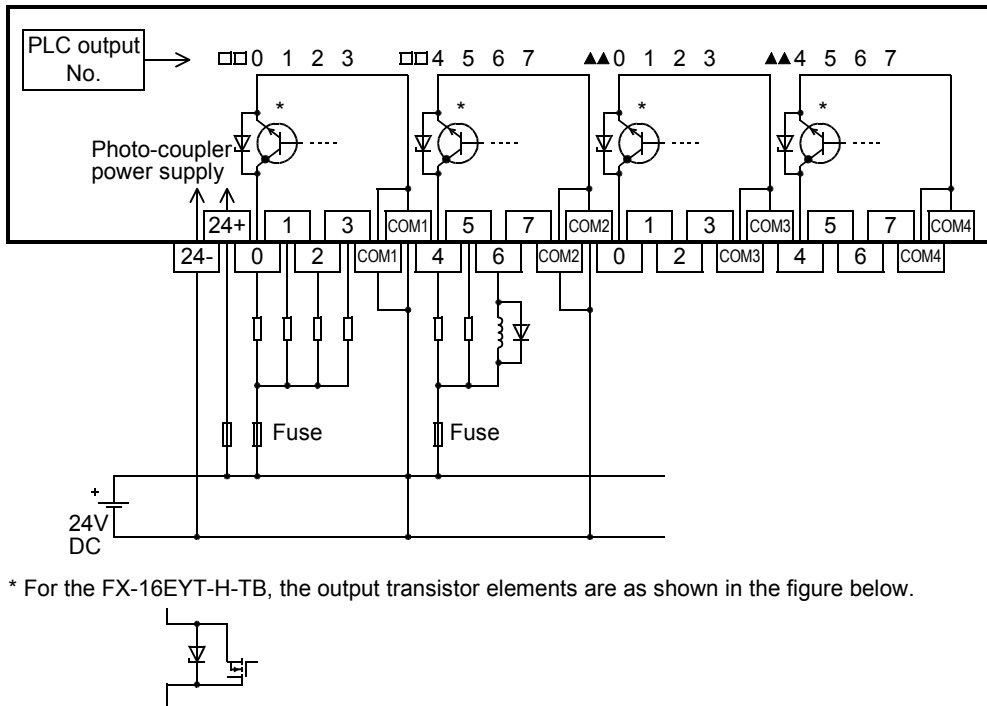 PLC output
No.
□□0 1 2 3 □□4 5 6 7 ▲▲0 1 2 3 ▲▲4 5 6 7
* * * *
Photo-coupler
power supply
24+ 1 3 COM1 5 7 COM2 1 3 COM3 5 7 COM4
24- 0 2 COM1 4 6 COM2 0 2 COM3 4 6 COM4
Fuse Fuse
+
24V
DC
* For the FX-16EYT-H-TB, the output transistor elements are as shown in the figure below.